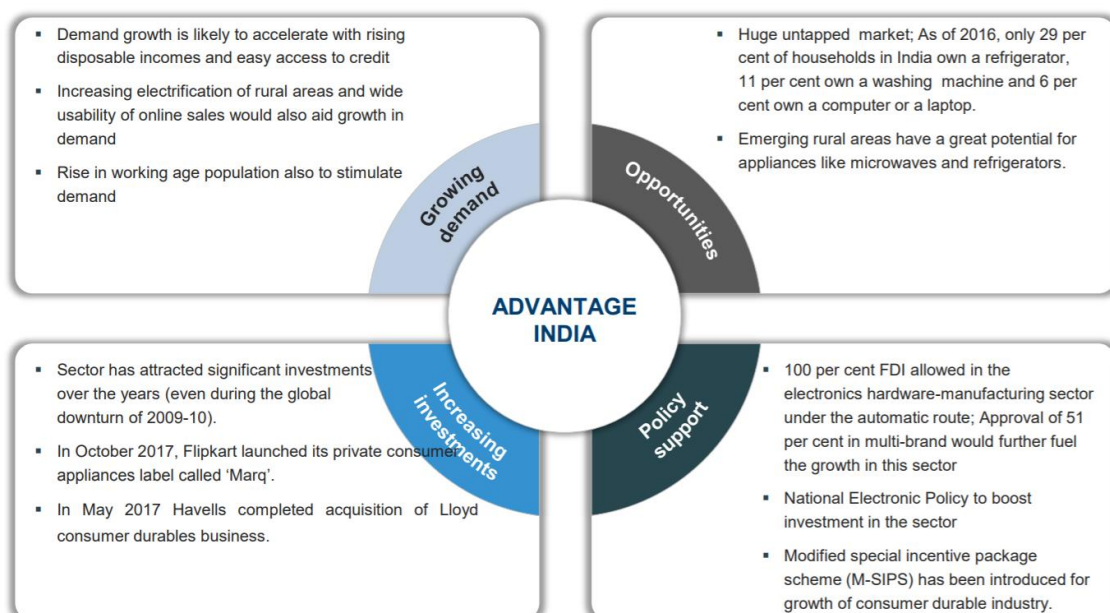 ▪ Demand growth is likely to accelerate with rising
disposable incomes and easy access to credit
▪ Increasing electrification of rural areas and wide
usability of online sales would also aid growth in
demand
▪ Rise in working age population also to stimulate
demand
Growing
demand
▪ Huge untapped market; As of 2016, only 29 per
cent of households in India own a refrigerator,
11 per cent own a washing machine and 6 per
cent own a computer or a laptop.
▪ Emerging rural areas have a great potential for
appliances like microwaves and refrigerators.
Opportunities
ADVANTAGE
INDIA
▪ Sector has attracted significant investments
over the years (even during the global
downturn of 2009-10).
▪ In October 2017, Flipkart launched its private consumer
appliances label called ‘Marq’.
▪ In May 2017 Havells completed acquisition of Lloyd
consumer durables business.
Increasing
investments
Policy
support
▪ 100 per cent FDI allowed in the
electronics hardware-manufacturing sector
under the automatic route; Approval of 51
per cent in multi-brand would further fuel
the growth in this sector
▪ National Electronic Policy to boost
investment in the sector
▪ Modified special incentive package
scheme (M-SIPS) has been introduced for
growth of consumer durable industry.